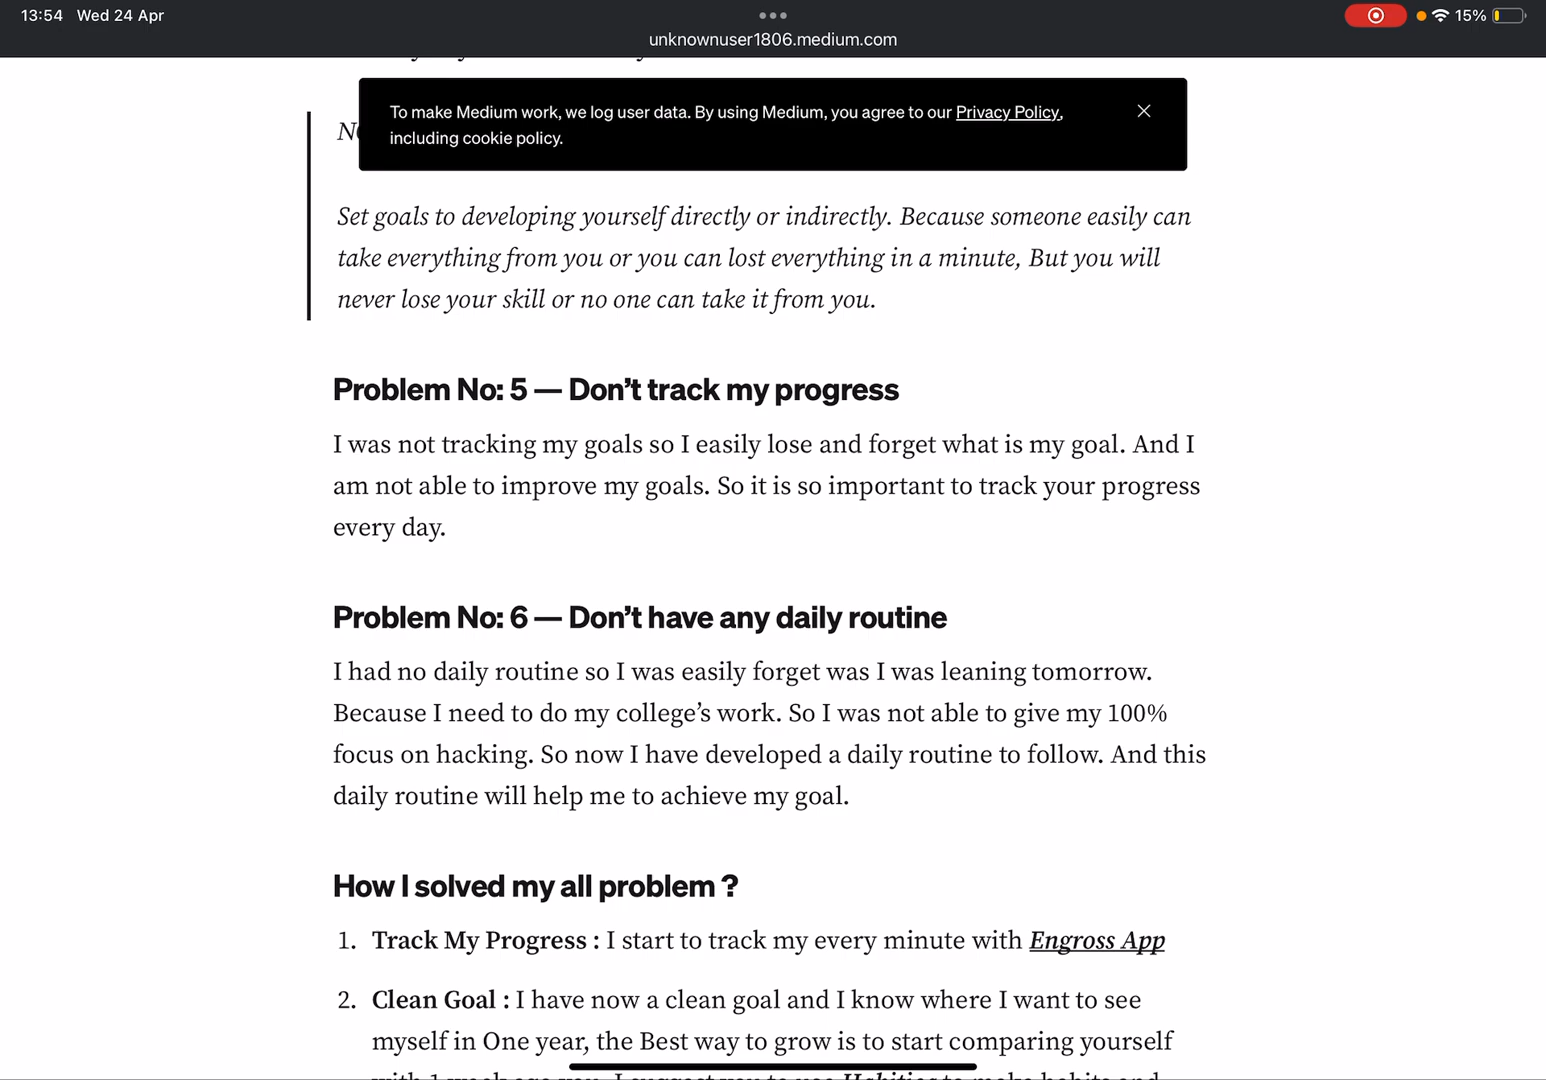 13:54 Wed 24 Apr
15%
unknownuser1806.medium.com
To make Medium work, we log user data. By using Medium, you agree to our Privacy Policy,
including cookie policy.
Set goals to developing yourself directly or indirectly. Because someone easily can
take everything from you or you can lost everything in a minute, But you will
never lose your skill or no one can take it from you.
Problem No: 5 — Don’t track my progress
I was not tracking my goals so I easily lose and forget what is my goal. And I
am not able to improve my goals. So it is so important to track your progress
every day.
Problem No: 6 — Don’t have any daily routine
I had no daily routine so I was easily forget was I was leaning tomorrow.
Because I need to do my college’s work. So I was not able to give my 100%
focus on hacking. So now I have developed a daily routine to follow. And this
daily routine will help me to achieve my goal.
How I solved my all problem ?
1. Track My Progress : I start to track my every minute with Engross App
2. Clean Goal : I have now a clean goal and I know where I want to see
myself in One year, the Best way to grow is to start comparing yourself